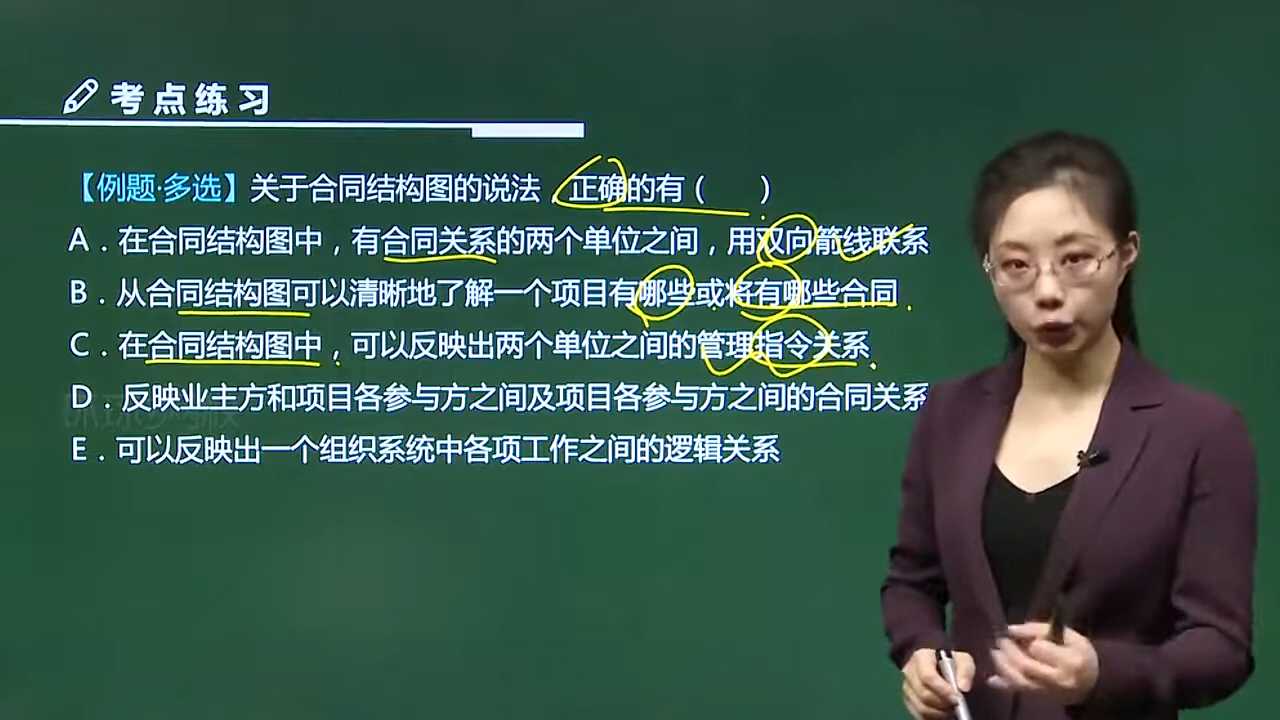 考点练习
【例题·多选】关于合同结构图的说法，正确的有（ ）
A．在合同结构图中，有合同关系的两个单位之间，用双向箭线联系
B．从合同结构图可以清晰地了解一个项目有哪些或将有哪些合同
C．在合同结构图中，可以反映出两个单位之间的管理指令关系
D．反映业主方和项目各参与方之间及项目各参与方之间的合同关系
E．可以反映出一个组织系统中各项工作之间的逻辑关系